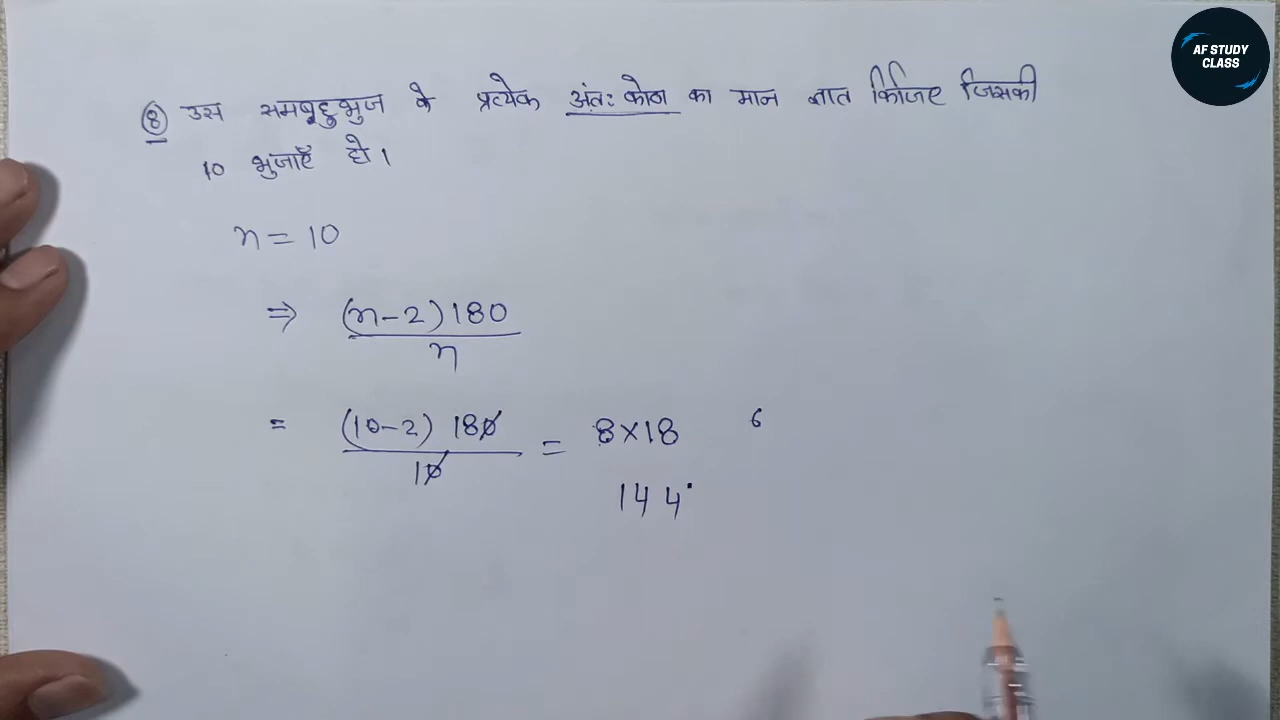 AF STUDY
CLASS
⑧ उस समबहुभुज के प्रत्येक अंतः कोण का मान ज्ञात किजिए जिसकी
10 भुजाएँ हो।
n = 10
⇒ (n-2)180
n
= (10-2) 180 = 8×18 6
10
144°